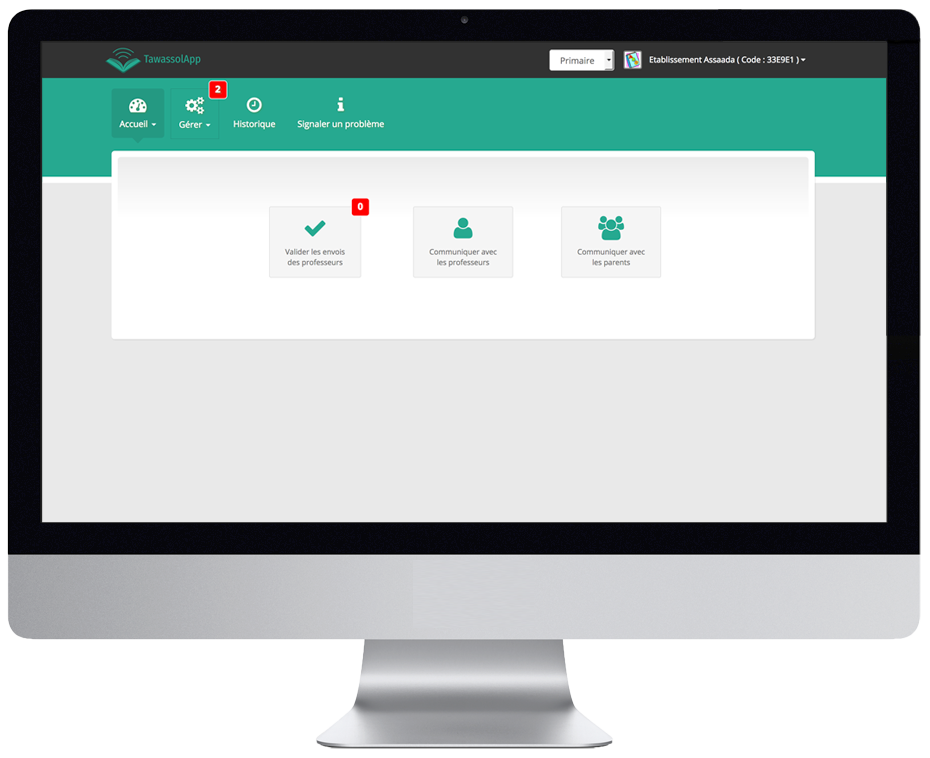 TawassolApp
Primaire
Etablissement Assaada ( Code : 33E9E1 )
2
Accueil
Gérer
Historique
Signaler un problème
0
Valider les envois
des professeurs
Communiquer avec
les professeurs
Communiquer avec
les parents